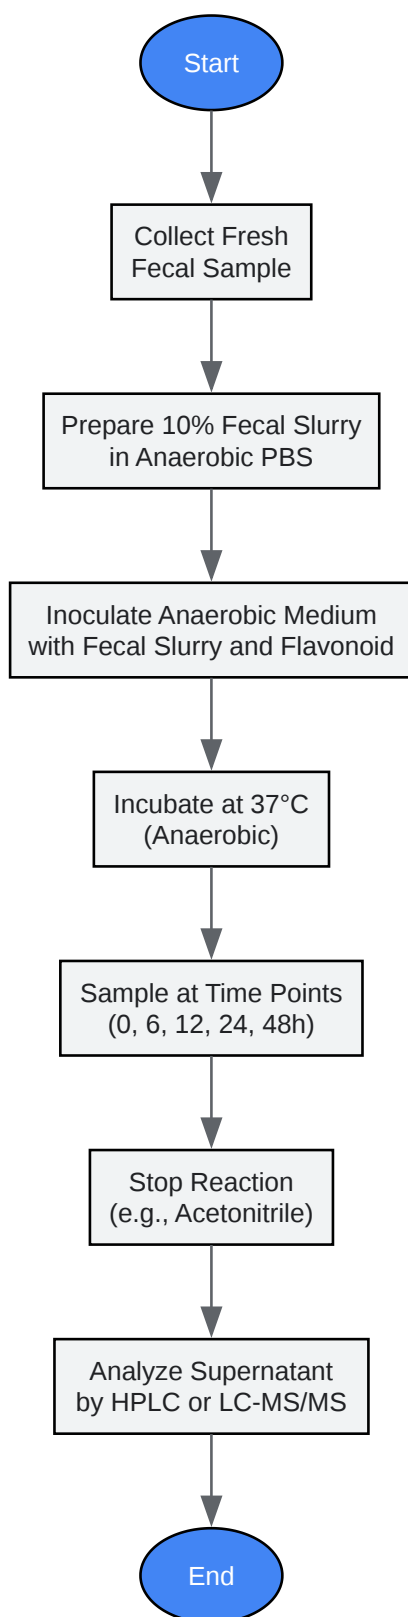 Start
Collect Fresh
Fecal Sample
Prepare 10% Fecal Slurry
in Anaerobic PBS
Inoculate Anaerobic Medium
with Fecal Slurry and Flavonoid
Incubate at 37°C
(Anaerobic)
Sample at Time Points
(0, 6, 12, 24, 48h)
Stop Reaction
(e.g., Acetonitrile)
Analyze Supernatant
by HPLC or LC-MS/MS
End